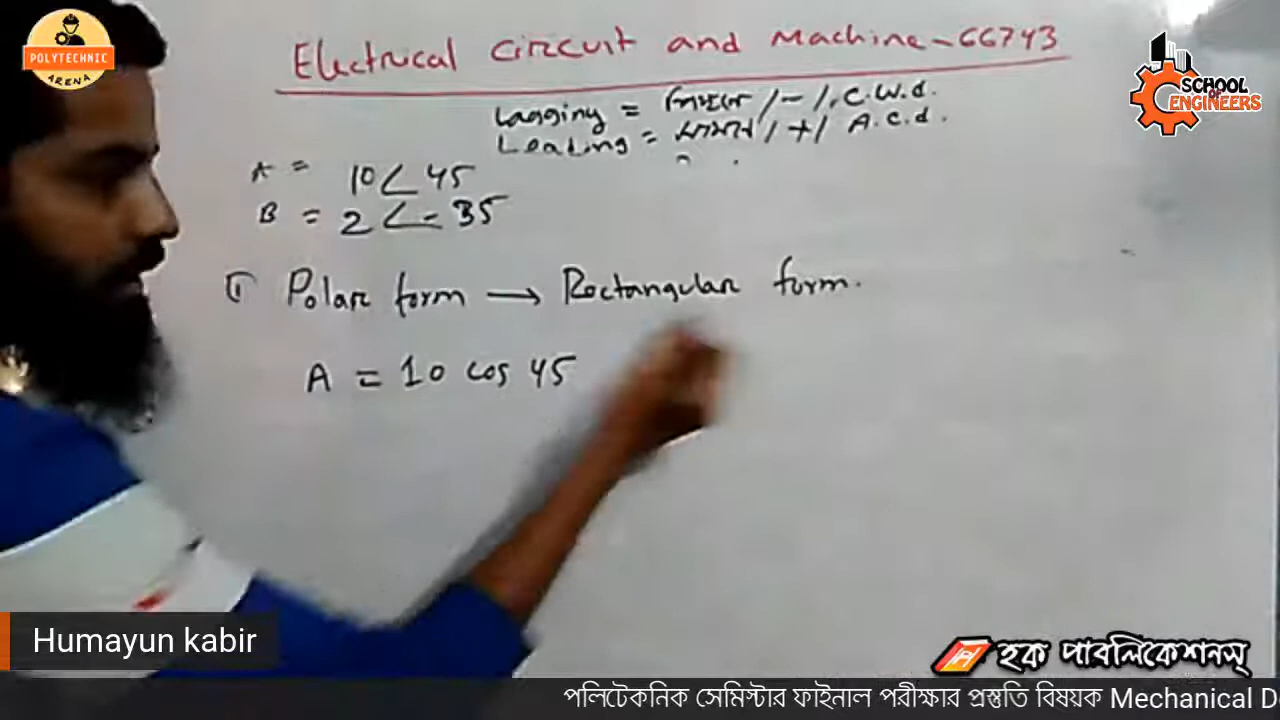 POLYTECHNIC
ARENA
Electrical Circuit and Machine-66743
SCHOOL
OF
ENGINEERS
Lagging = পিছনে /-/. C.W.d.
Leading = সামনে /+/ A.C.d.
A = 10∠45
B = 2∠-35
Polar form → Rectangular form.
A = 10 cos 45
Humayun kabir
হক পাবলিকেশনস্
পলিটেকনিক সেমিস্টার ফাইনাল পরীক্ষার প্রস্তুতি বিষয়ক Mechanical D